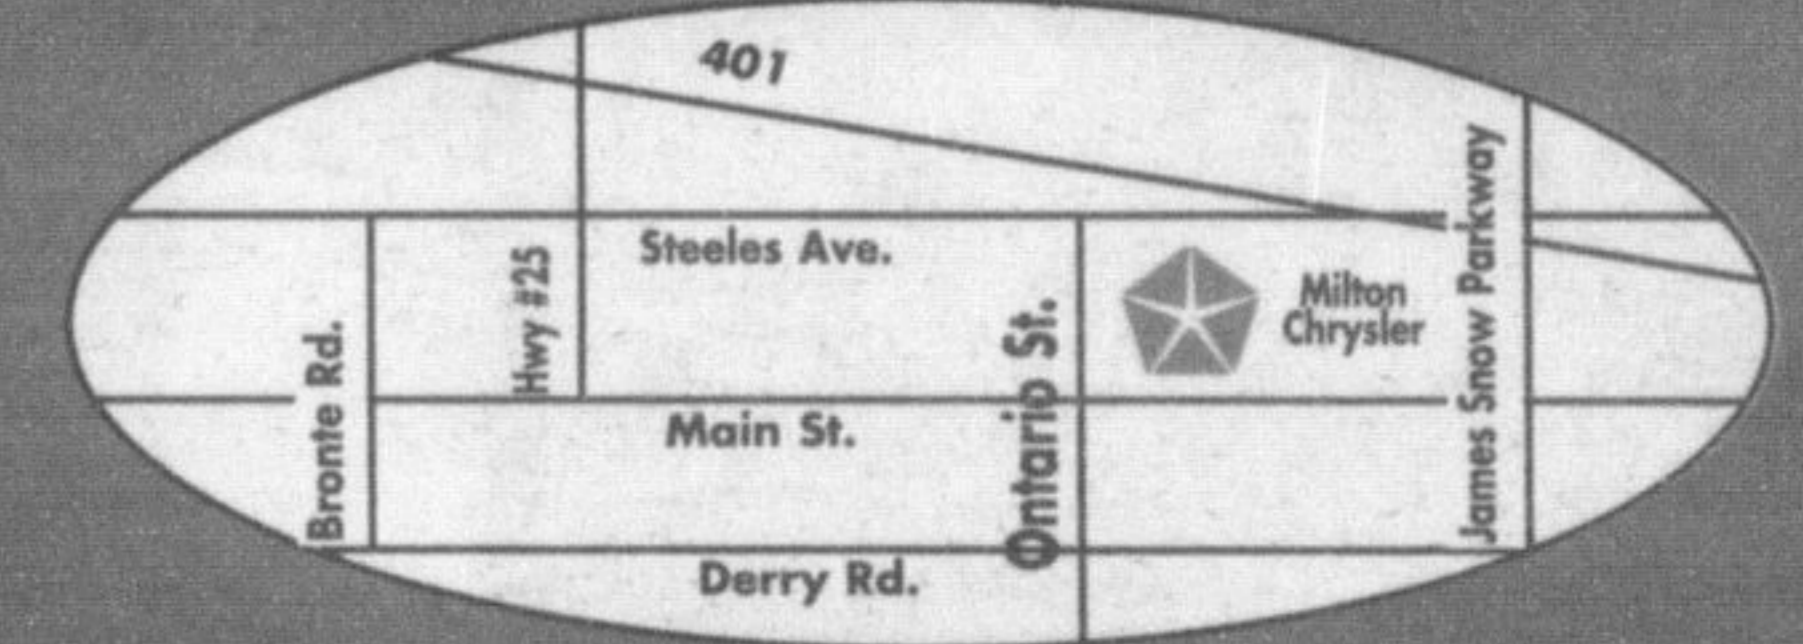 401
Steeles Ave.
Hwy #25
Milton
Chrysler
James Snow Parkway
Ontario St.
Bronte Rd.
Main St.
Derry Rd.